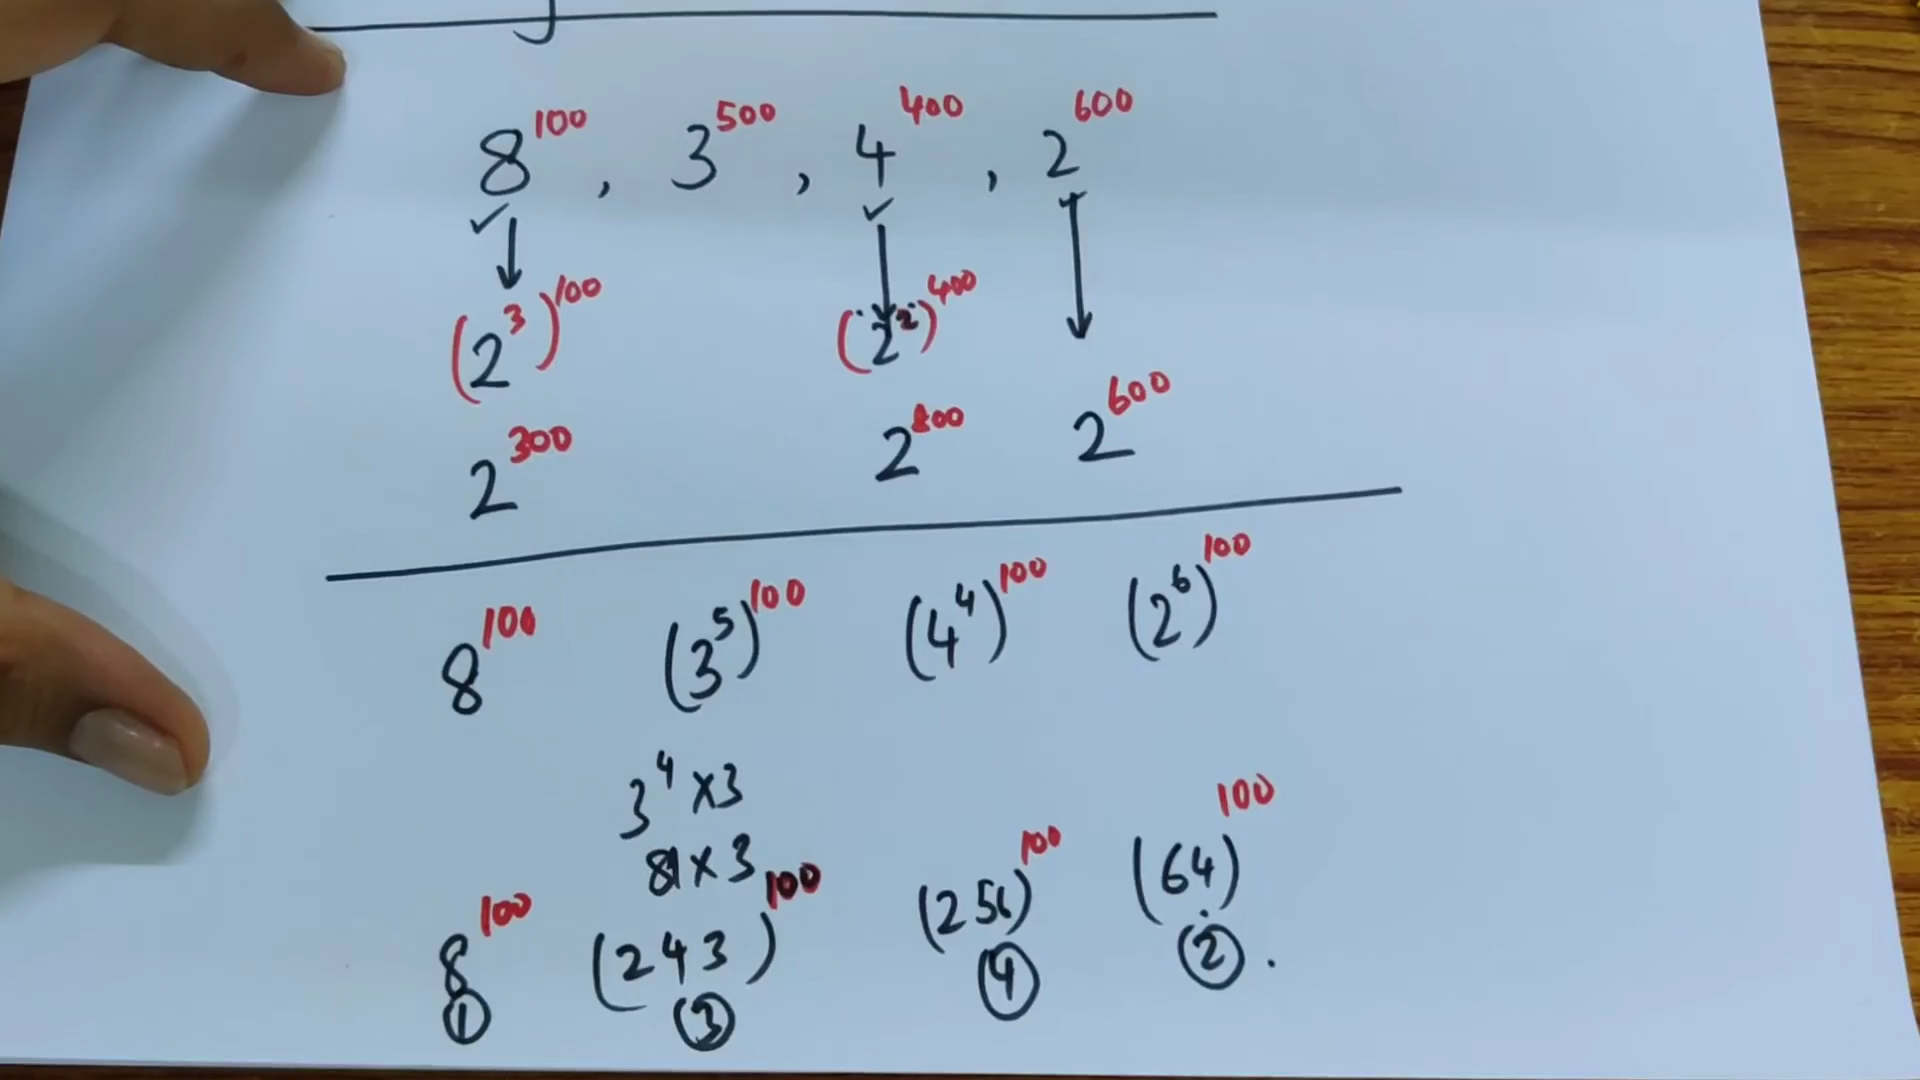 8^100 , 3^500 , 4^400 , 2^600
(2^3)^100 (2^2)^400
2^300 2^800 2^600
8^100 (3^5)^100 (4^4)^100 (2^6)^100
3^4 × 3
81 × 3
8^100 (243)^100 (256)^100 (64)^100
① ③ ④ ② .